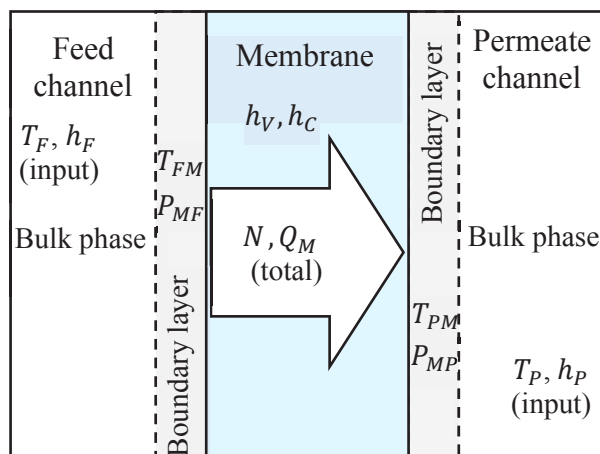 Feed
channel
T_F, h_F
(input)
Bulk phase
T_FM
P_MF
Boundary layer
Membrane
h_V, h_C
N, Q_M
(total)
Boundary layer
T_PM
P_MP
Permeate
channel
Bulk phase
T_P, h_P
(input)